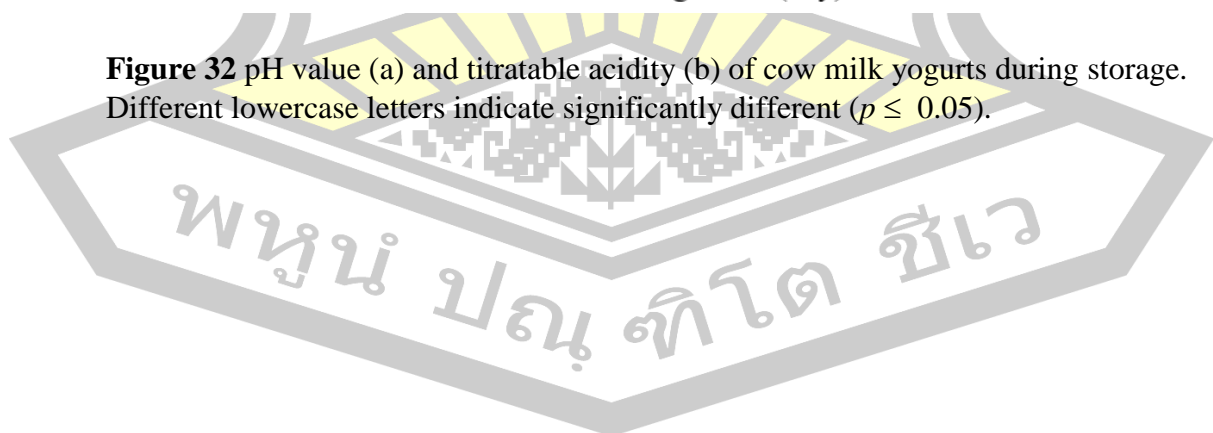 Figure 32 pH value (a) and titratable acidity (b) of cow milk yogurts during storage.
Different lowercase letters indicate significantly different (p ≤ 0.05).
พหูนํ ปณฺ ฑิโต ชีเว